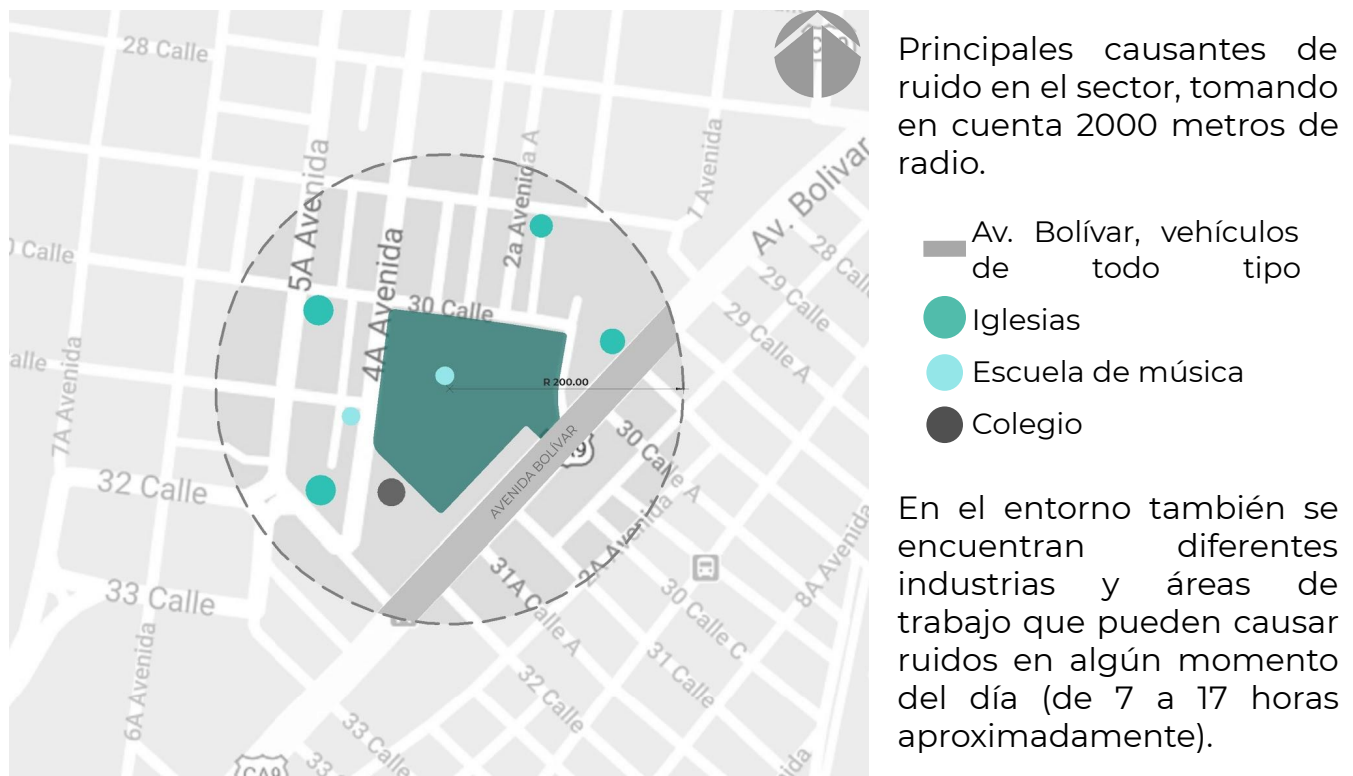 28 Calle
5A Avenida
4A Avenida
2a Avenida A
1 Avenida
Av. Bolivar
28 Cal
29 Calle
29 Calle A
Calle
30 Calle
alle
7A Avenida
R 200.00
AVENIDA BOLÍVAR
30 Calle A
32 Calle
2A Avenida
8A Avenida
31A Calle A
33 Calle
30 Calle C
31 Calle
6A Avenida
32 Calle
33 Calle
CA9
33
Principales causantes de
ruido en el sector, tomando
en cuenta 2000 metros de
radio.
Av. Bolívar, vehículos
de todo tipo
Iglesias
Escuela de música
Colegio
En el entorno también se
encuentran diferentes
industrias y áreas de
trabajo que pueden causar
ruidos en algún momento
del día (de 7 a 17 horas
aproximadamente).